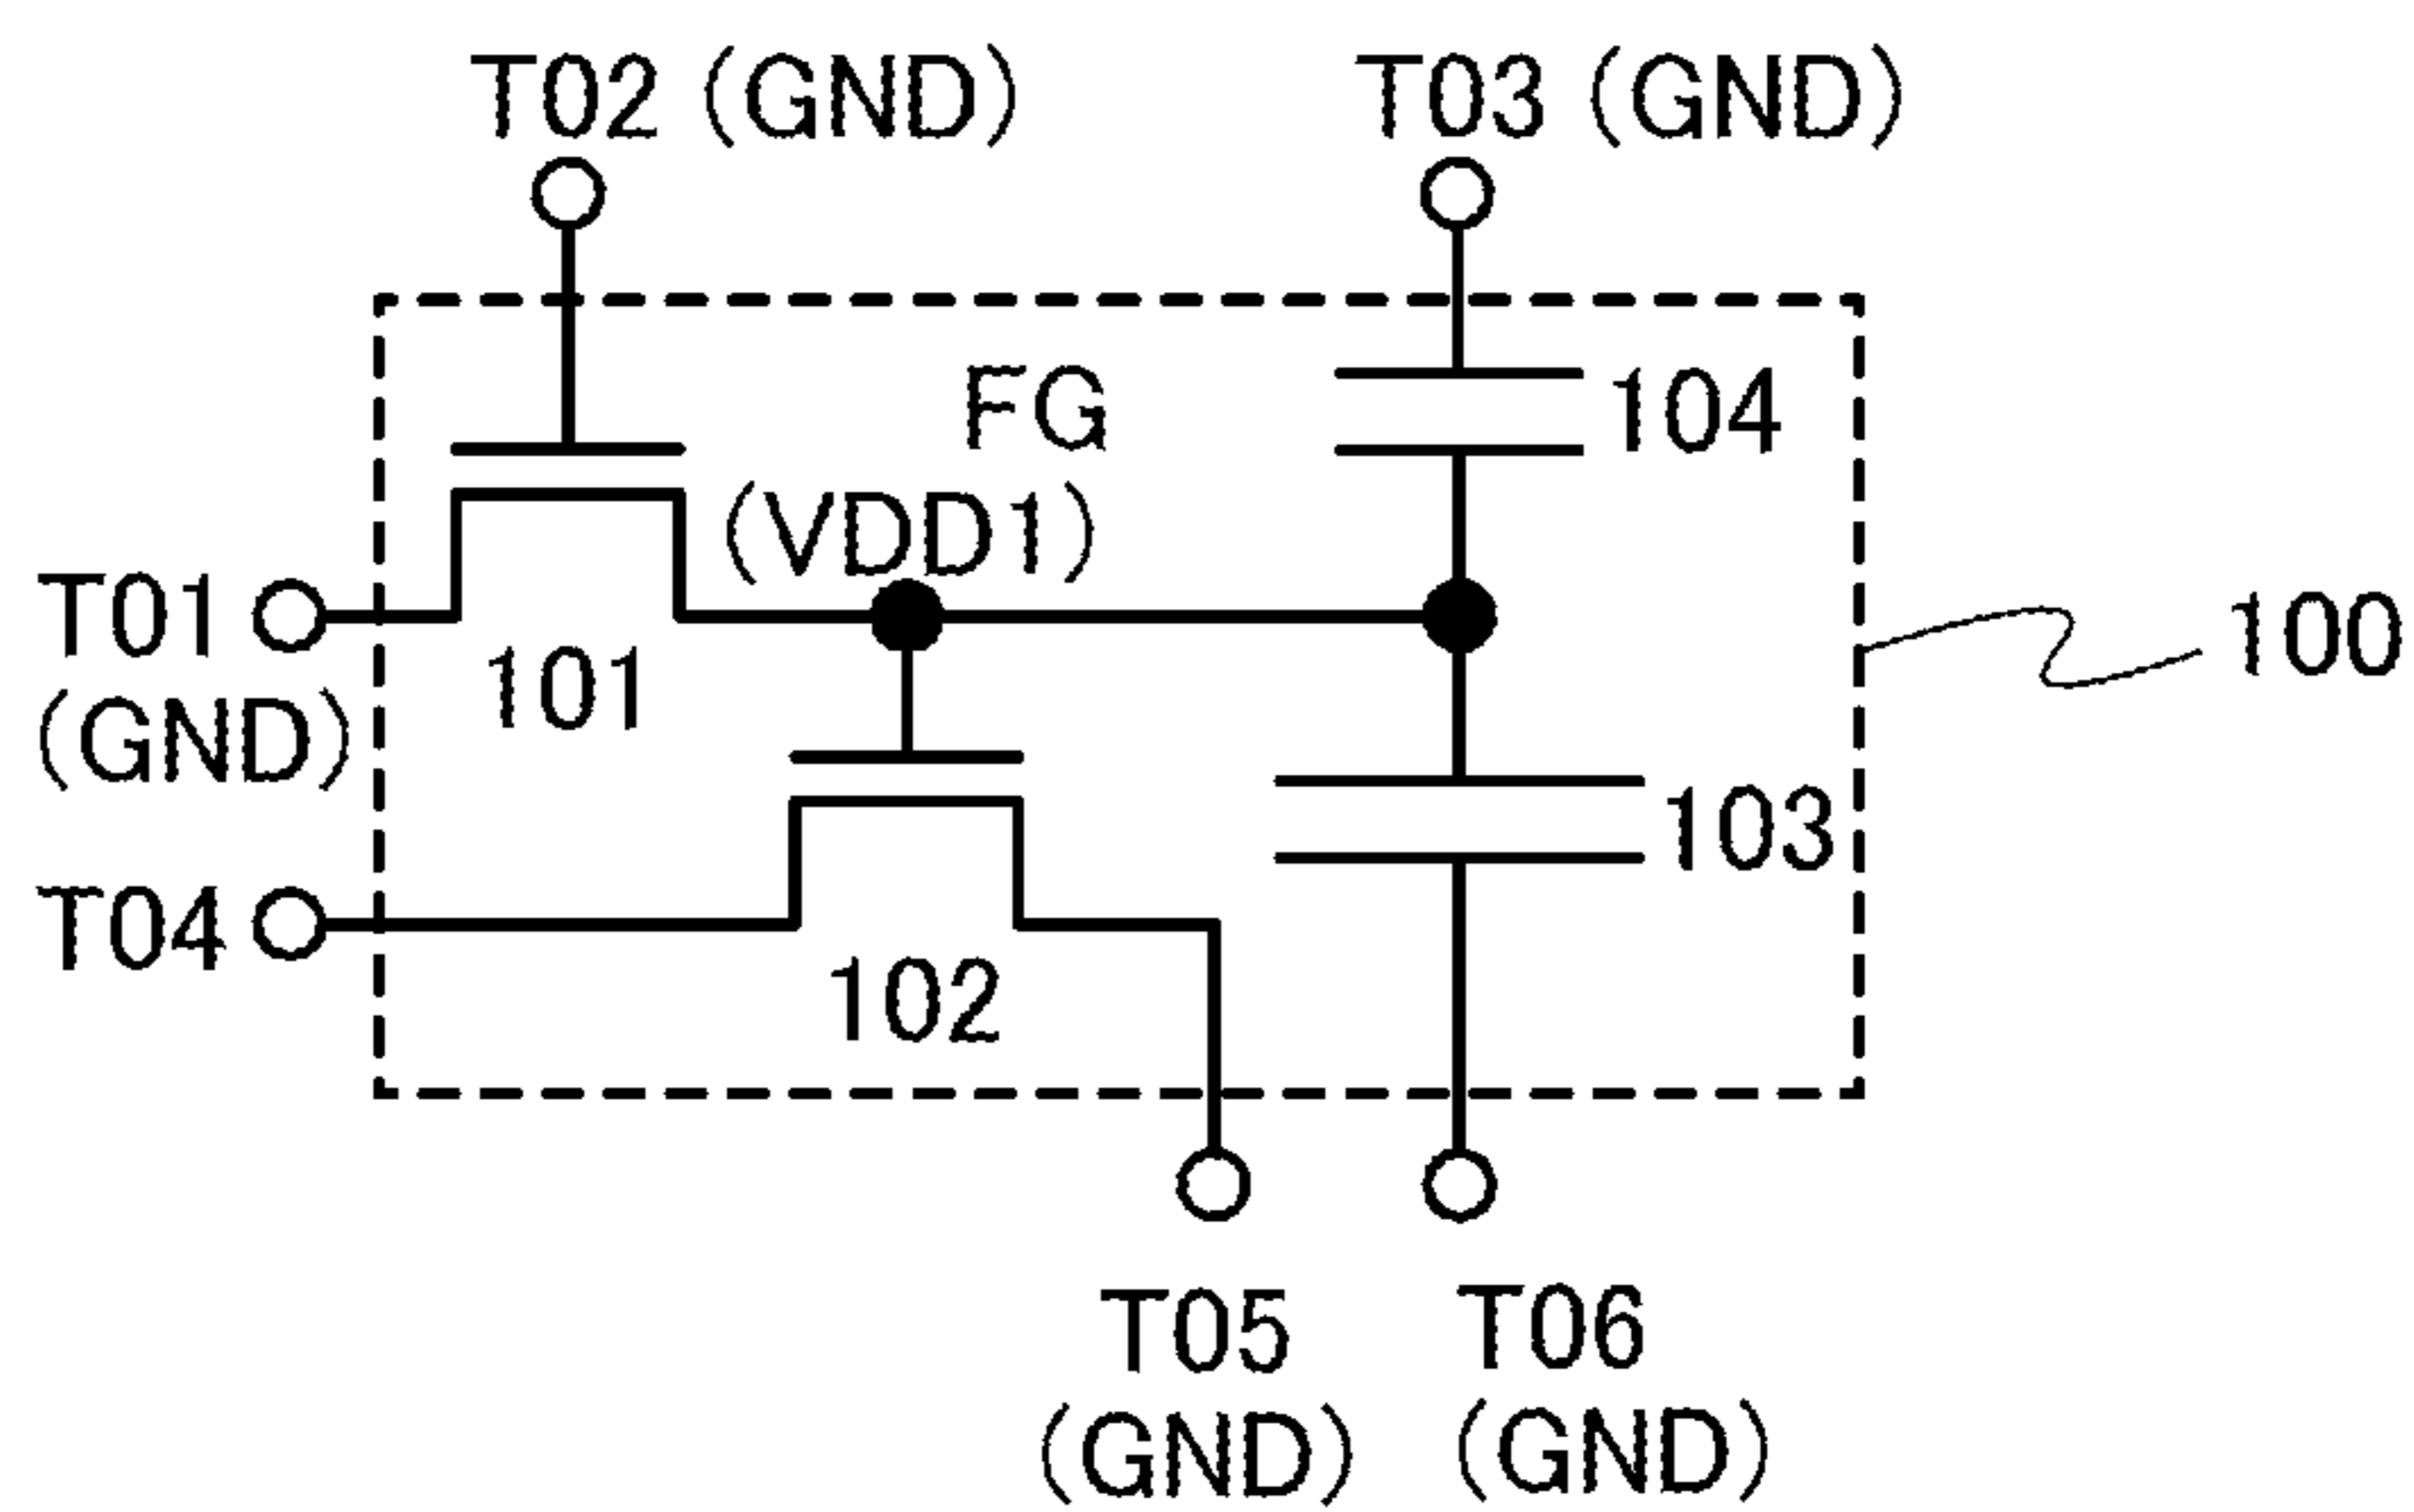 T02 (GND)
T03 (GND)
FG
104
(VDD1)
T01
(GND)
101
100
103
T04
102
T05
(GND)
T06
(GND)